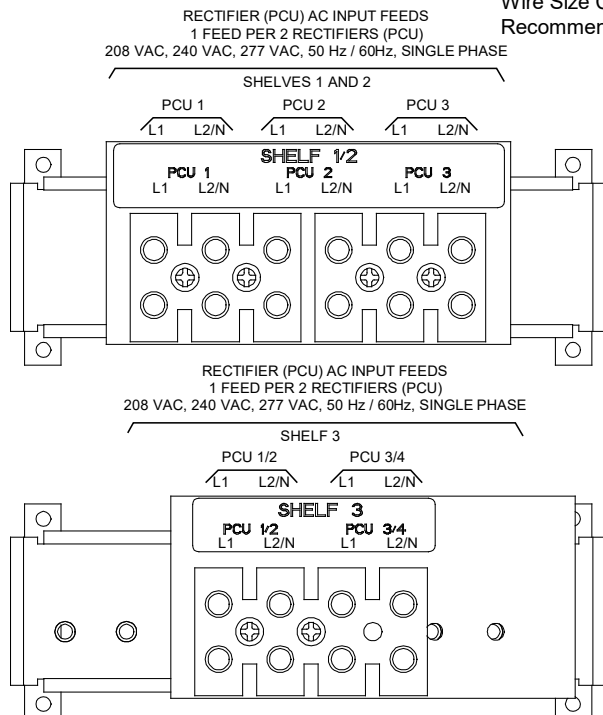 Wire Size C
Recommen
RECTIFIER (PCU) AC INPUT FEEDS
1 FEED PER 2 RECTIFIERS (PCU)
208 VAC, 240 VAC, 277 VAC, 50 Hz / 60Hz, SINGLE PHASE
SHELVES 1 AND 2
PCU 1 PCU 2 PCU 3
L1 L2/N L1 L2/N L1 L2/N
SHELF 1/2
PCU 1 PCU 2 PCU 3
L1 L2/N L1 L2/N L1 L2/N
RECTIFIER (PCU) AC INPUT FEEDS
1 FEED PER 2 RECTIFIERS (PCU)
208 VAC, 240 VAC, 277 VAC, 50 Hz / 60Hz, SINGLE PHASE
SHELF 3
PCU 1/2 PCU 3/4
L1 L2/N L1 L2/N
SHELF 3
PCU 1/2 PCU 3/4
L1 L2/N L1 L2/N